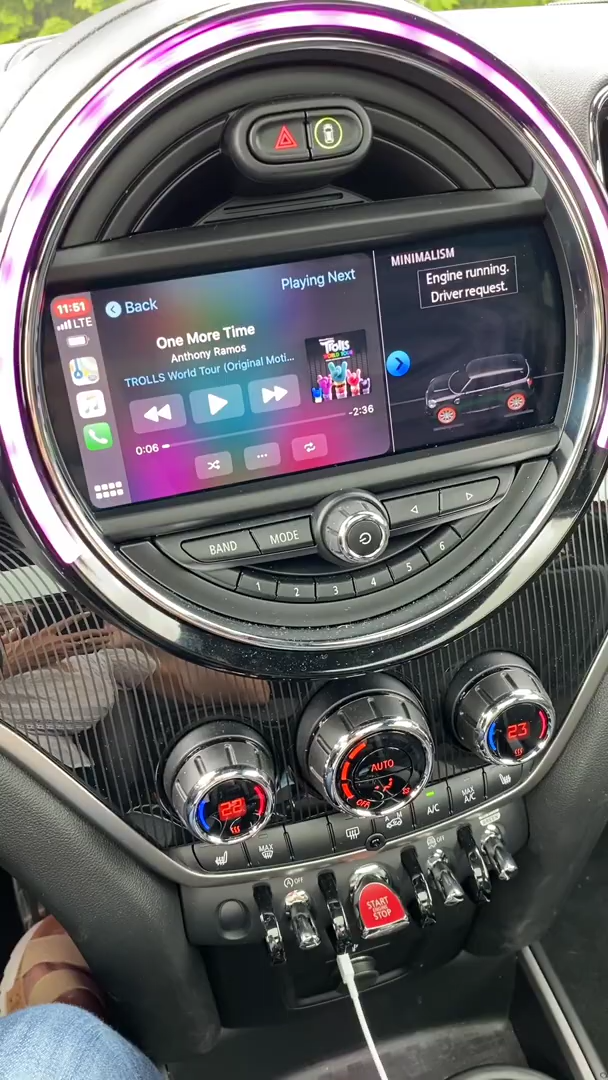 MINIMALISM
Engine running.
Driver request.
11:51
LTE
Back
Playing Next
One More Time
Anthony Ramos
TROLLS World Tour (Original Moti...
Trolls
WORLD TOUR
0:06
-2:36
BAND
MODE
1
2
3
4
5
6
AUTO
OFF
23
A
M
A/C
MAX
A/C
MAX
OFF
START
ENGINE
STOP